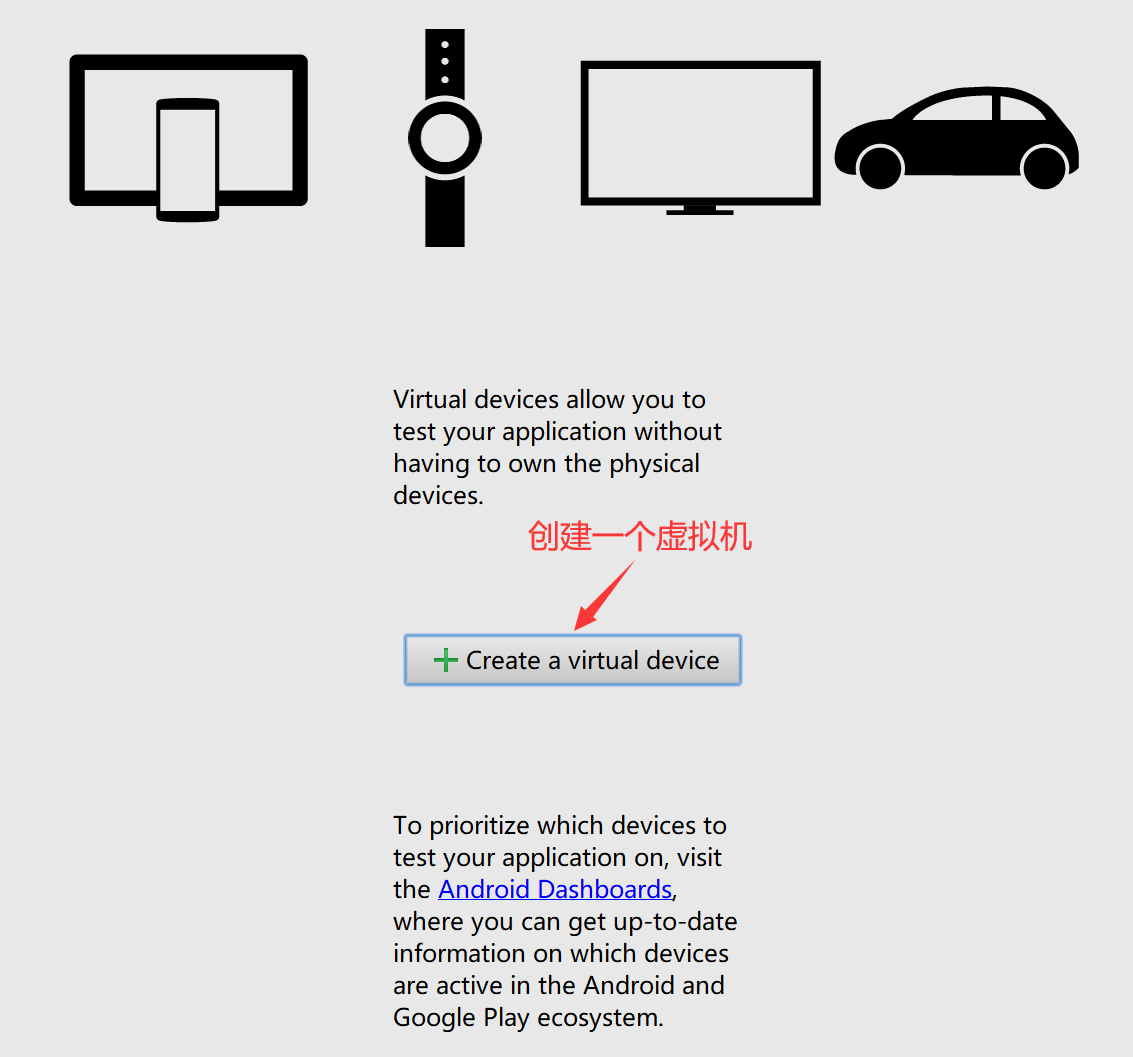 Virtual devices allow you to
test your application without
having to own the physical
devices.
创建一个虚拟机
Create a virtual device
To prioritize which devices to
test your application on, visit
the Android Dashboards,
where you can get up-to-date
information on which devices
are active in the Android and
Google Play ecosystem.